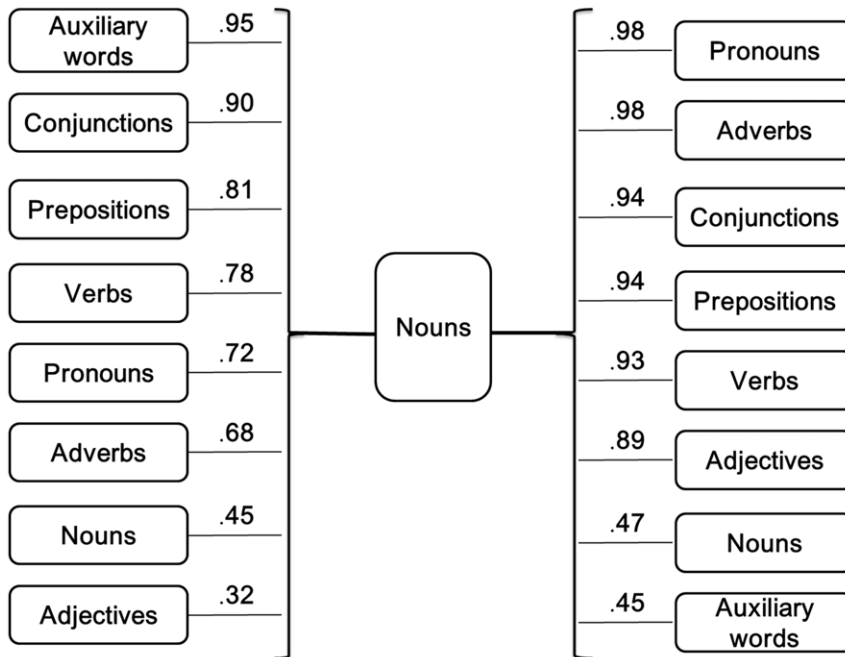 Auxiliary
words
.95
Conjunctions
.90
Prepositions
.81
Verbs
.78
Pronouns
.72
Adverbs
.68
Nouns
.45
Adjectives
.32
Nouns
.98
Pronouns
.98
Adverbs
.94
Conjunctions
.94
Prepositions
.93
Verbs
.89
Adjectives
.47
Nouns
.45
Auxiliary
words